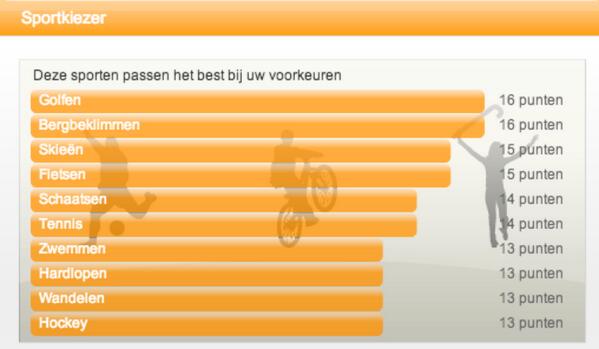 Sportkiezer
Deze sporten passen het best bij uw voorkeuren
Golfen 16 punten
Bergbeklimmen 16 punten
Skieën 15 punten
Fietsen 15 punten
Schaatsen 14 punten
Tennis 14 punten
Zwemmen 13 punten
Hardlopen 13 punten
Wandelen 13 punten
Hockey 13 punten